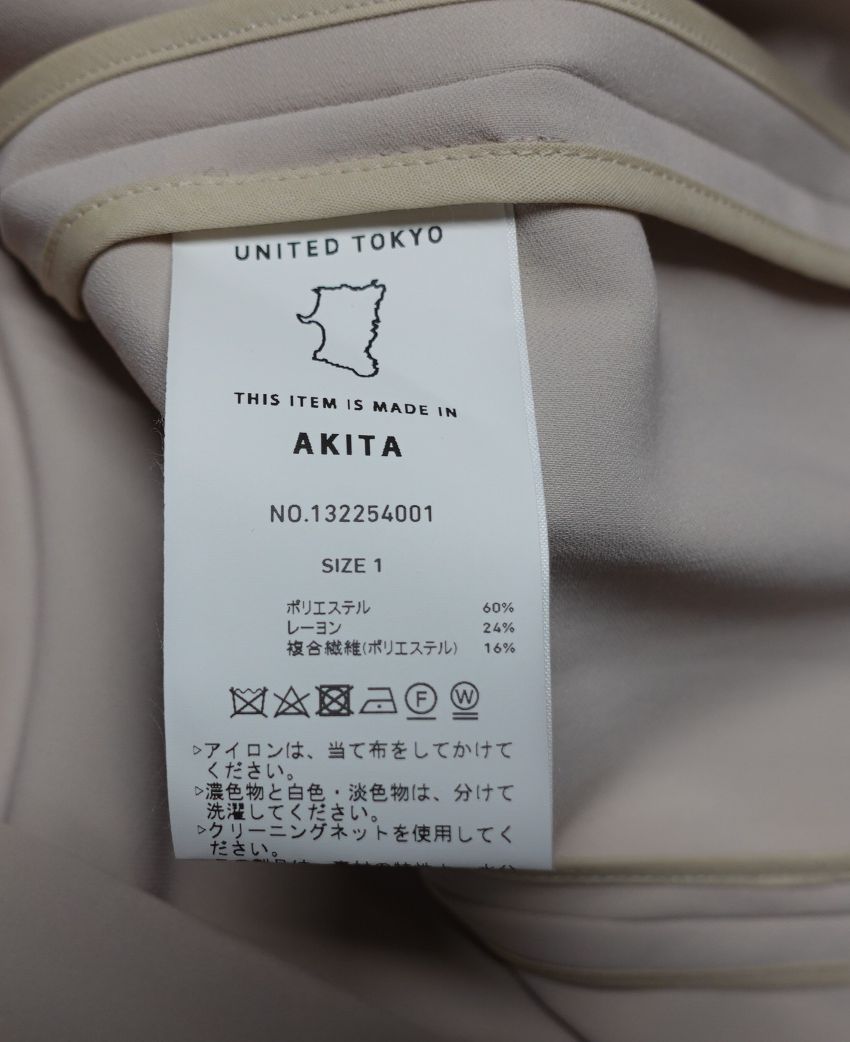 UNITED TOKYO
THIS ITEM IS MADE IN
AKITA
NO.132254001
SIZE 1
ポリエステル 60%
レーヨン 24%
複合繊維(ポリエステル) 16%
F W
▷アイロンは、当て布をしてかけて
ください。
▷濃色物と白色・淡色物は、分けて
洗濯してください。
▷クリーニングネットを使用してく
ださい。